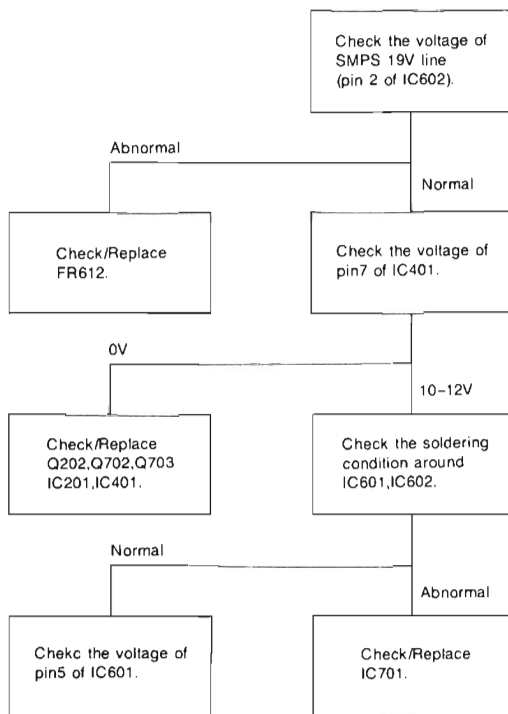 Check the voltage of
SMPS 19V line
(pin 2 of IC602).
Abnormal
Normal
Check/Replace
FR612.
Check the voltage of
pin7 of IC401.
0V
10-12V
Check/Replace
Q202,Q702,Q703
IC201,IC401.
Check the soldering
condition around
IC601,IC602.
Normal
Abnormal
Chekc the voltage of
pin5 of IC601.
Check/Replace
IC701.